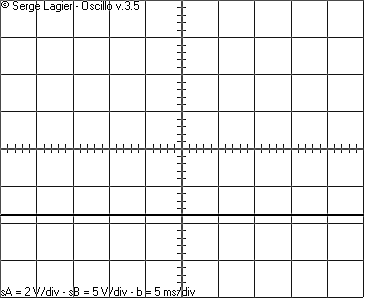 © Serge Lagier - Oscillo v.3.5
sA = 2 V/div - sB = 5 V/div - b = 5 ms/div